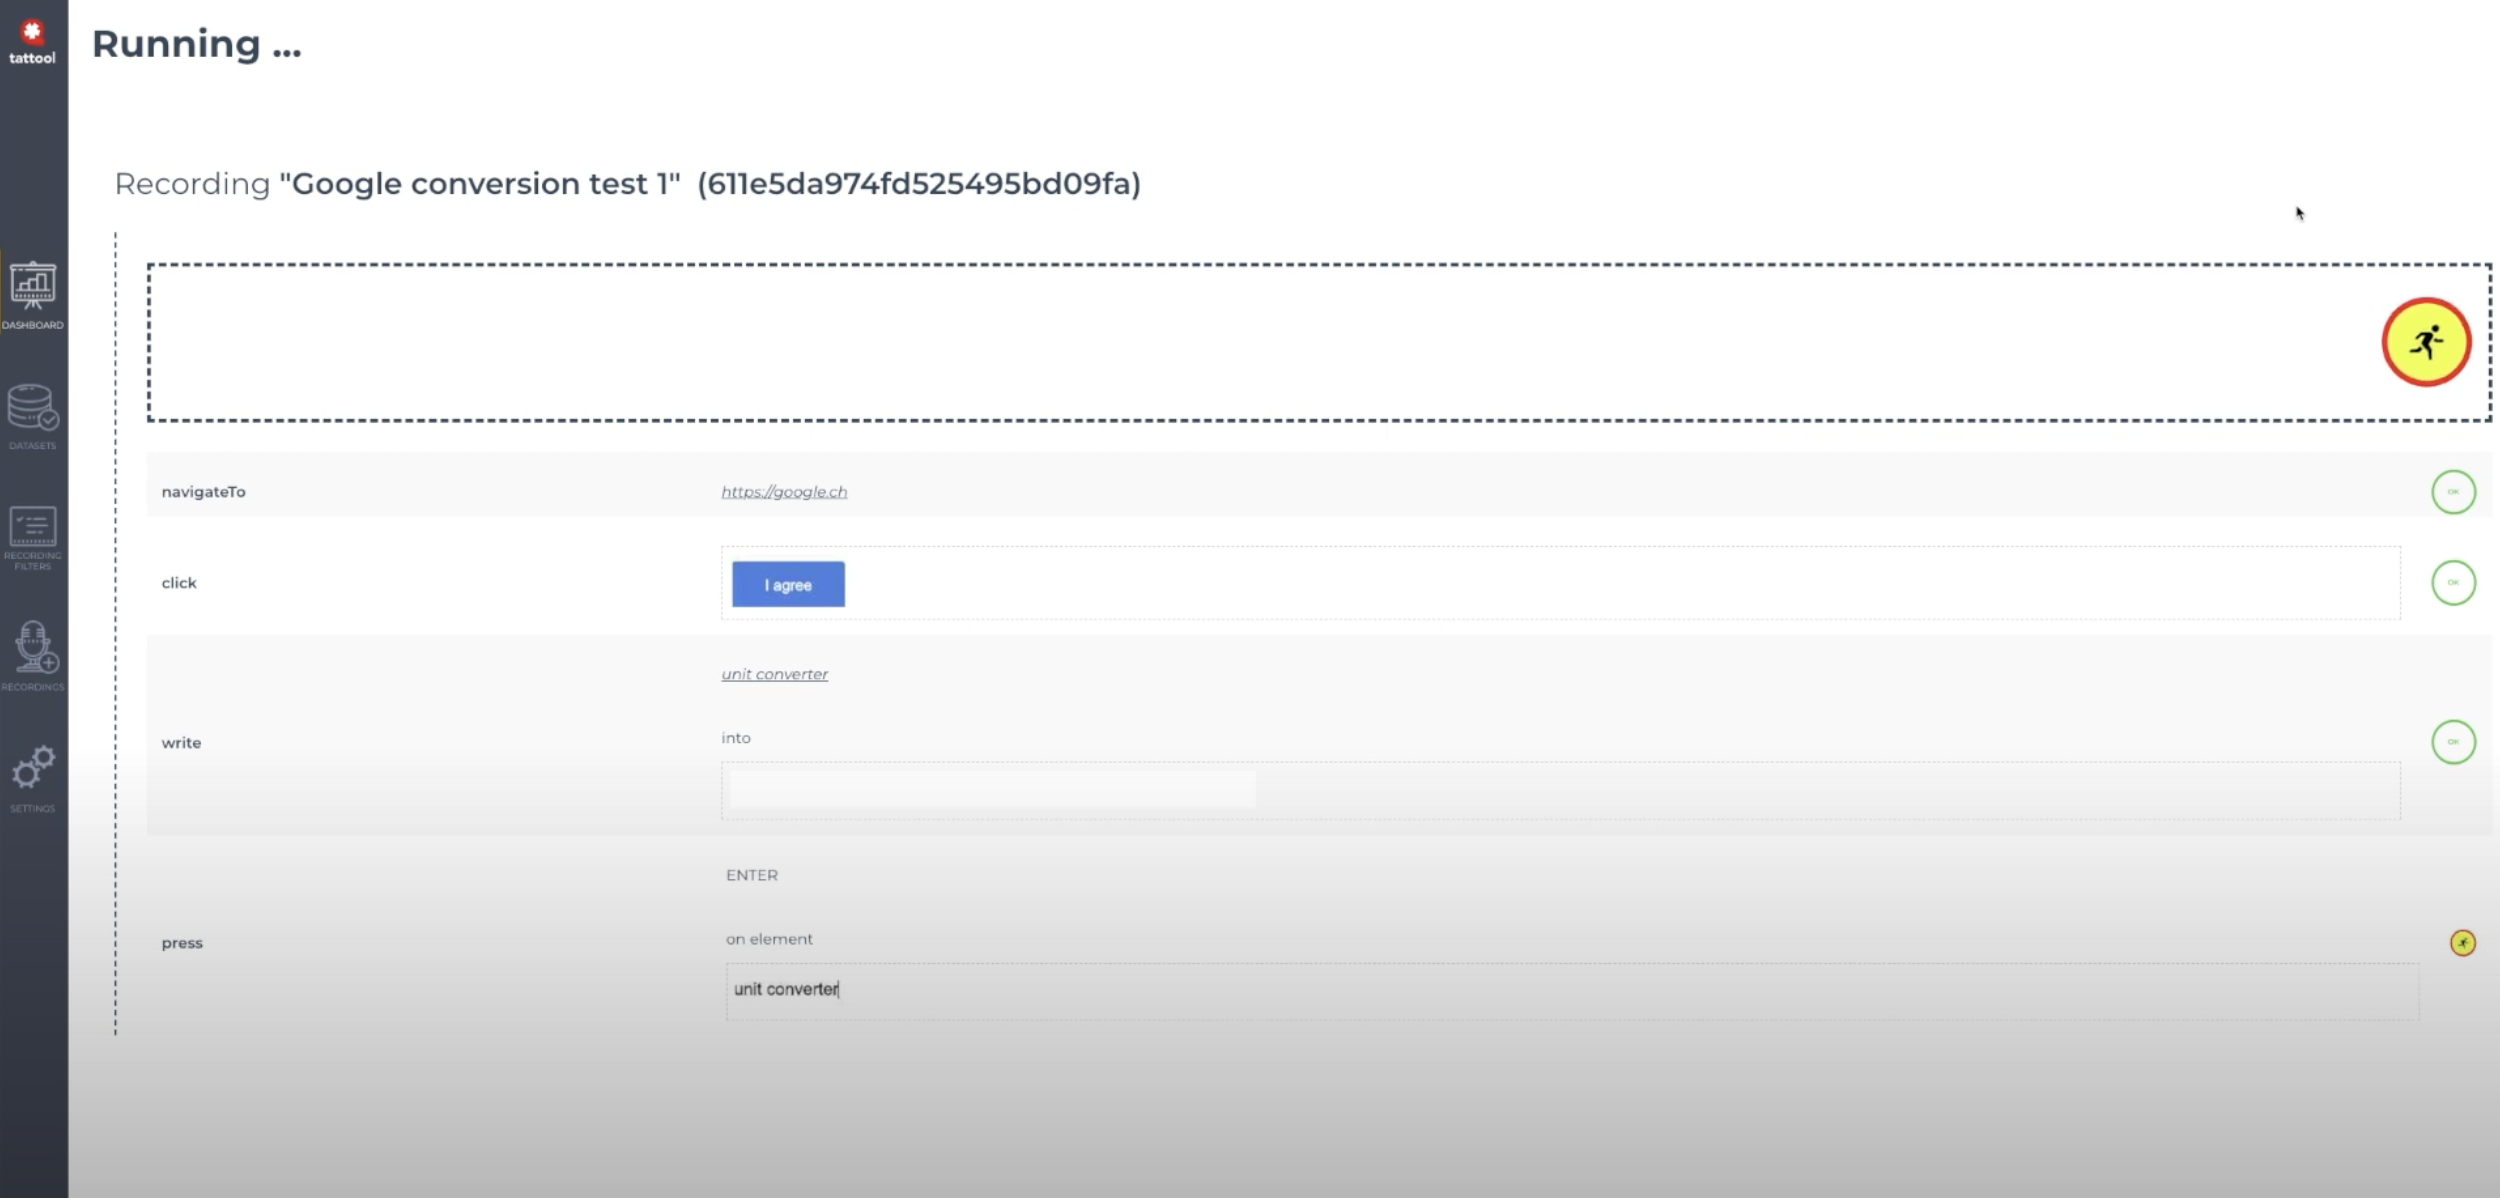 tattool
Running ...
Recording "Google conversion test 1" (611e5da974fd525495bd09fa)
DASHBOARD
DATASETS
RECORDING
FILTERS
RECORDINGS
SETTINGS
navigateTo
https://google.ch
OK
click
I agree
OK
unit converter
write
into
OK
ENTER
press
on element
unit converter